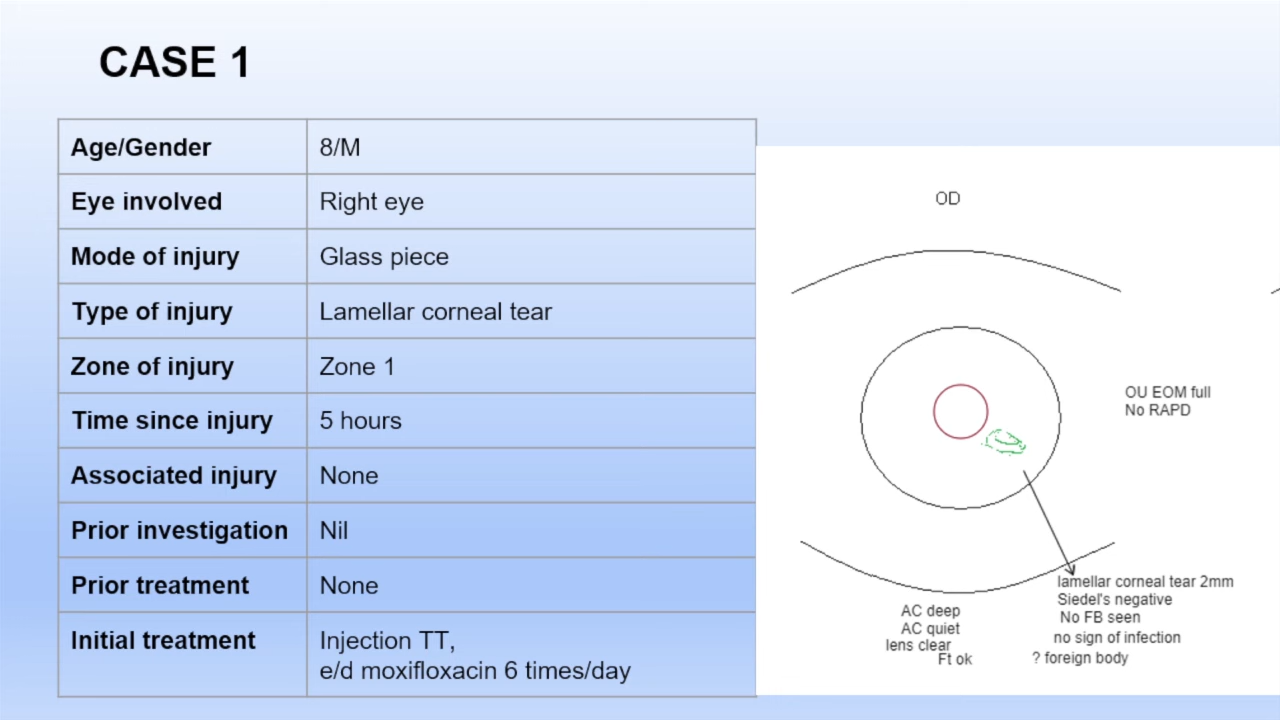 CASE 1
Age/Gender 8/M
Eye involved Right eye
Mode of injury Glass piece
Type of injury Lamellar corneal tear
Zone of injury Zone 1
Time since injury 5 hours
Associated injury None
Prior investigation Nil
Prior treatment None
Initial treatment Injection TT,
e/d moxifloxacin 6 times/day
OD
OU EOM full
No RAPD
lamellar corneal tear 2mm
Siedel's negative
No FB seen
no sign of infection
? foreign body
AC deep
AC quiet
lens clear
Ft ok